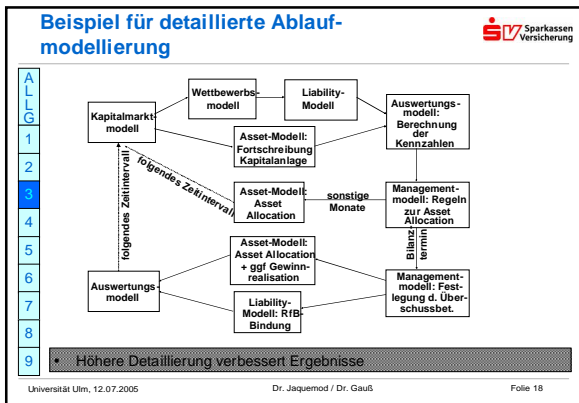 Beispiel für detaillierte Ablauf-
modellierung
Sparkassen
Versicherung
A
L
L
G
1
2
3
4
5
6
7
8
9
Wettbewerbs-
modell
Liability-
Modell
Kapitalmarkt-
modell
Auswertungs-
modell:
Berechnung
der
Kennzahlen
Asset-Modell:
Fortschreibung
Kapitalanlage
folgendes Zeitintervall
folgendes Zeitintervall
Asset-Modell:
Asset
Allocation
sonstige
Monate
Management-
modell: Regeln
zur Asset
Allocation
Bilanz-
termin
Asset-Modell:
Asset Allocation
+ ggf Gewinn-
realisation
Auswertungs-
modell
Management-
modell: Fest-
legung d. Über-
schussbet.
Liability-
Modell: RfB-
Bindung
• Höhere Detaillierung verbessert Ergebnisse
Universität Ulm, 12.07.2005 Dr. Jaquemod / Dr. Gauß Folie 18